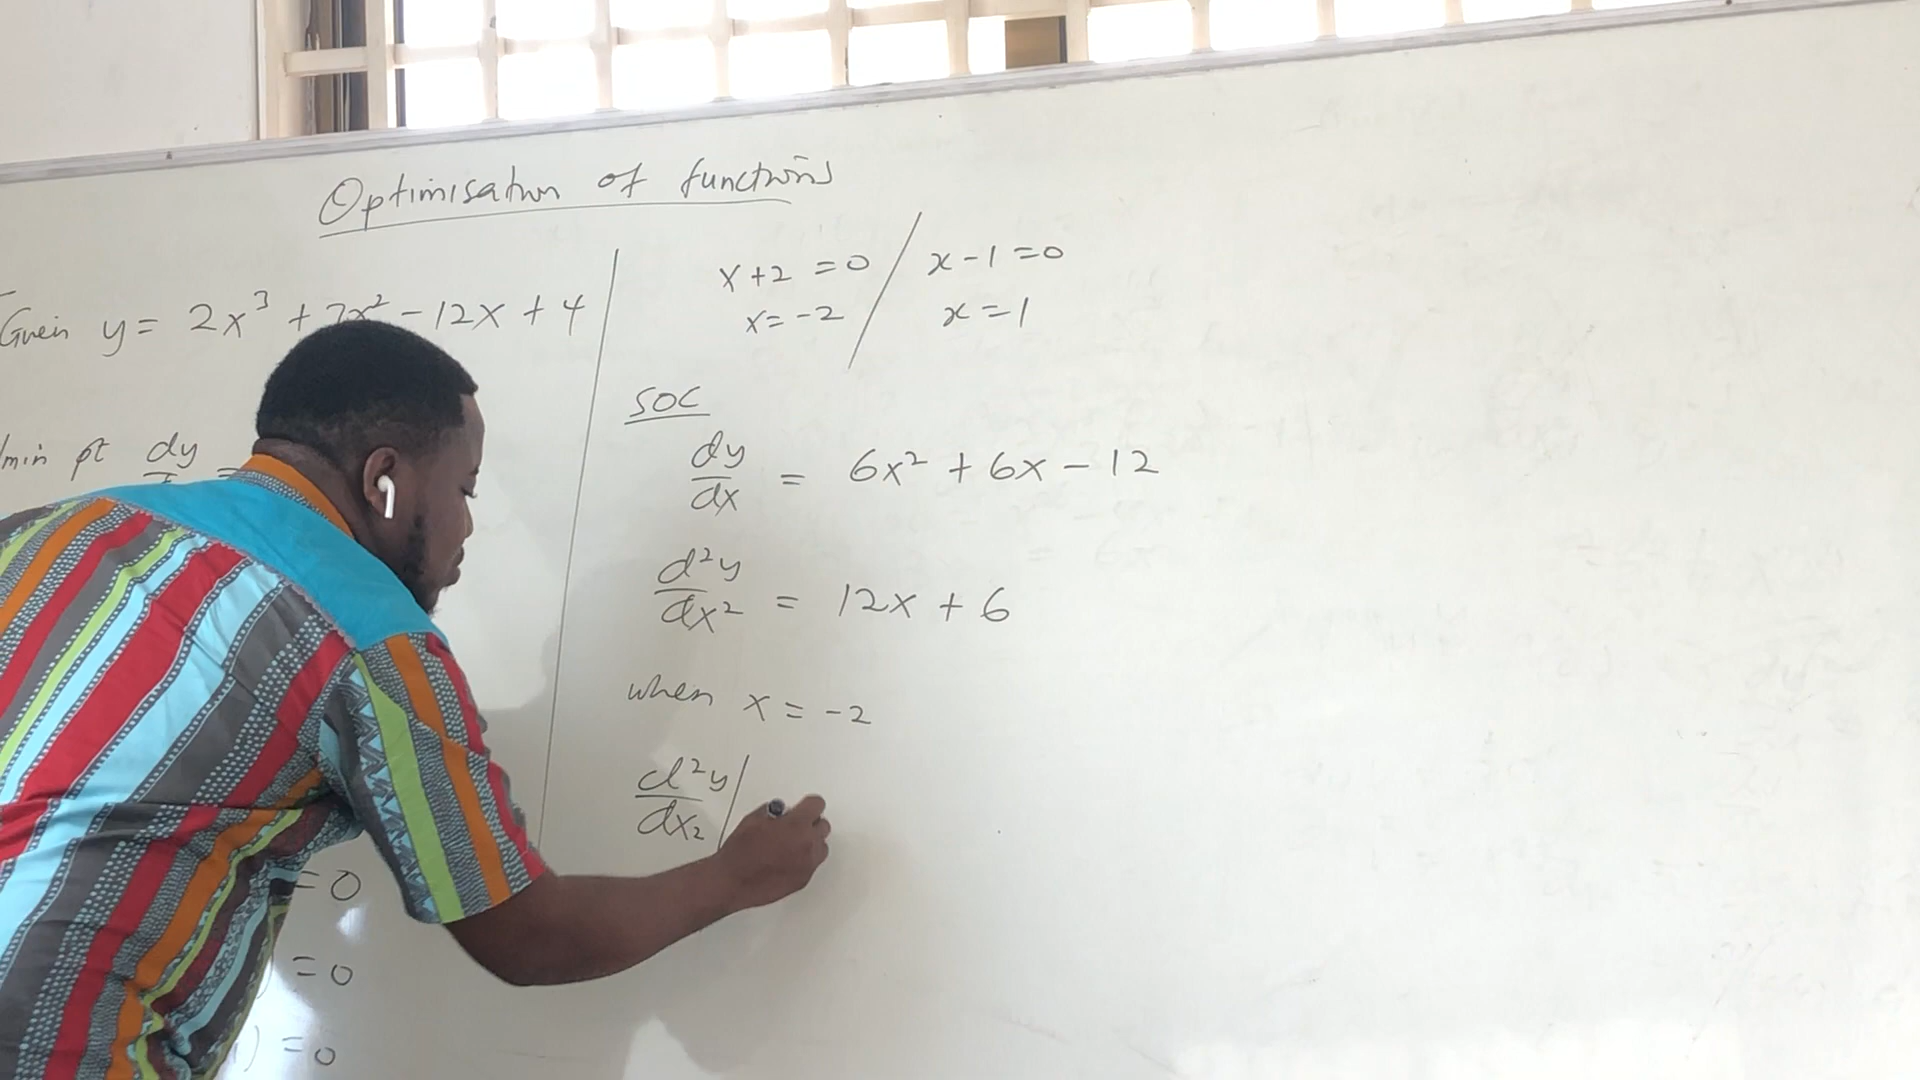 Optimisation of functions
Given y = 2x³ + 3x² - 12x + 4
min pt dy =
= 0
= 0
) = 0
x + 2 = 0 / x - 1 = 0
x = -2 / x = 1
SOC
dy/dx = 6x² + 6x - 12
d²y/dx² = 12x + 6
when x = -2
d²y/dx₂ |